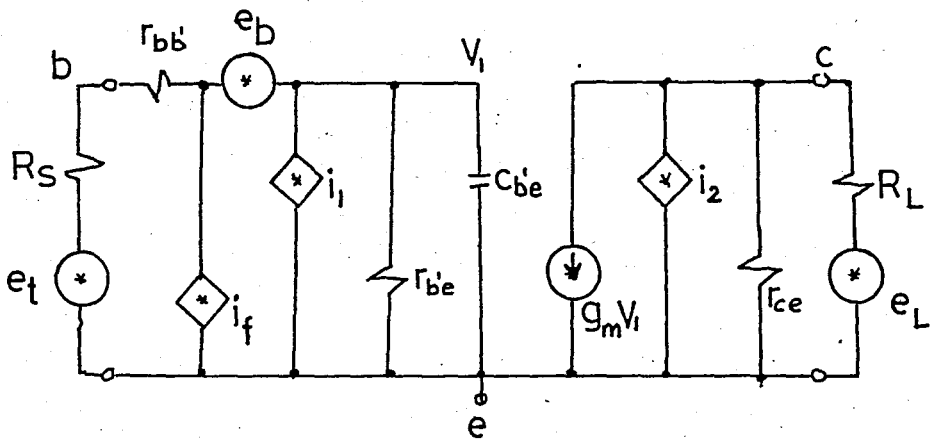 b
r_bb'
e_b
V_1
c
R_S
i_1
c_b'e
i_2
R_L
e_t
i_f
r_b'e
g_mV_1
r_ce
e_L
e